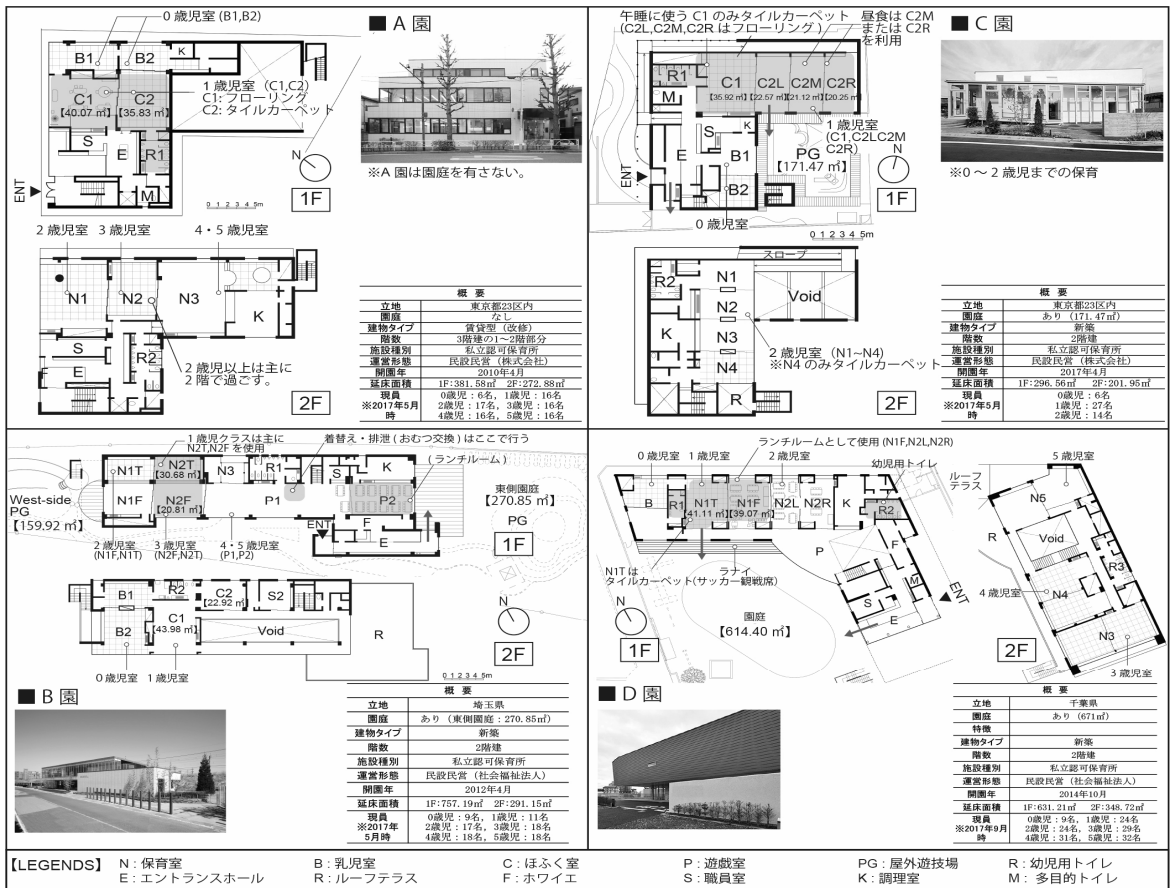 0 歳児室 (B1,B2)
B1
B2
K
C1
【40.07 ㎡】
C2
【35.83 ㎡】
1 歳児室 (C1,C2)
C1: フローリング
C2: タイルカーペット
S
E
R1
M
ENT
N
1F
0 1 2 3 4 5m
■ A 園
※A 園は園庭を有さない。
2 歳児室
3 歳児室
4・5 歳児室
N1
N2
N3
K
S
E
R2
2 歳児以上は主に
2 階で過ごす。
2F
概 要
立地 東京都23区内
園庭 なし
建物タイプ 賃貸型（改修）
階数 3階建の1～2階部分
施設種別 私立認可保育所
運営形態 民設民営（株式会社）
開園年 2010年4月
延床面積 1F:381.58㎡ 2F:272.88㎡
現員 0歳児：6名, 1歳児：16名
※2017年5月 2歳児：17名, 3歳児：16名
時 4歳児：16名, 5歳児：16名
午睡に使う C1 のみタイルカーペット
(C2L,C2M,C2R はフローリング )
昼食は C2M
または C2R
を利用
R1
M
C1
【35.92 ㎡】
C2L
【22.57 ㎡】
C2M
【21.12 ㎡】
C2R
【20.25 ㎡】
1 歳児室
(C1,C2LC2M
C2R)
S
K
E
B1
B2
PG
【171.47 ㎡】
ENT
N
1F
0 歳児室
0 1 2 3 4 5m
■ C 園
※0 ～ 2 歳児までの保育
スロープ
R2
N1
N2
N3
N4
K
Void
R
2 歳児室（N1~N4）
※N4 のみタイルカーペット
2F
概 要
立地 東京都23区内
園庭 あり（171.47㎡）
建物タイプ 新築
階数 2階建
施設種別 私立認可保育所
運営形態 民設民営（株式会社）
開園年 2017年4月
延床面積 1F:296.56㎡ 2F:201.95㎡
現員 0歳児：6名
※2017年5月 1歳児：27名
時 2歳児：14名
1 歳児クラスは主に
N2T,N2F を使用
着替え・排泄 ( おむつ交換 ) はここで行う
( ランチルーム )
N1T
N2T
【30.68 ㎡】
N3
R1
S
K
N1F
N2F
【20.81 ㎡】
P1
P2
F
E
ENT
West-side
PG
【159.92 ㎡】
東側園庭
【270.85 ㎡】
PG
1F
2 歳児室
(N1F,N1T)
3 歳児室
(N2F,N2T)
4・5 歳児室
(P1,P2)
B1
R2
C2
【22.92 ㎡】
S2
B2
C1
【43.98 ㎡】
Void
R
N
2F
0 歳児室
1 歳児室
0 1 2 3 4 5m
■ B 園
概 要
立地 埼玉県
園庭 あり（東側園庭：270.85㎡）
建物タイプ 新築
階数 2階建
施設種別 私立認可保育所
運営形態 民設民営（社会福祉法人）
開園年 2012年4月
延床面積 1F:757.19㎡ 2F:291.15㎡
現員 0歳児：9名, 1歳児：11名
※2017年 2歳児：17名, 3歳児：18名
5月時 4歳児：18名, 5歳児：18名
ランチルームとして使用 (N1F,N2L,N2R)
0 歳児室
1 歳児室
2 歳児室
幼児用トイレ
B
R1
N1T
【41.11 ㎡】
N1F
【39.07 ㎡】
N2L
N2R
K
R2
P
F
M
S
E
ENT
N1T は
タイルカーペット(サッカー観戦席)
ラナイ
N
1F
園庭
【614.40 ㎡】
ルーフ
テラス
5 歳児室
N5
R
Void
R3
N4
4 歳児室
N3
2F
3 歳児室
■ D 園
概 要
立地 千葉県
園庭 あり（671㎡）
特徴
建物タイプ 新築
階数 2階建
施設種別 私立認可保育所
運営形態 民設民営（社会福祉法人）
開園年 2014年10月
延床面積 1F:631.21㎡ 2F:348.72㎡
現員 0歳児：9名, 1歳児：24名
※2017年9月 2歳児：24名, 3歳児：29名
時 4歳児：31名, 5歳児：32名
【LEGENDS】 N : 保育室 B : 乳児室 C : ほふく室 P : 遊戯室 PG : 屋外遊技場 R : 幼児用トイレ
E : エントランスホール R : ルーフテラス F : ホワイエ S : 職員室 K : 調理室 M : 多目的トイレ